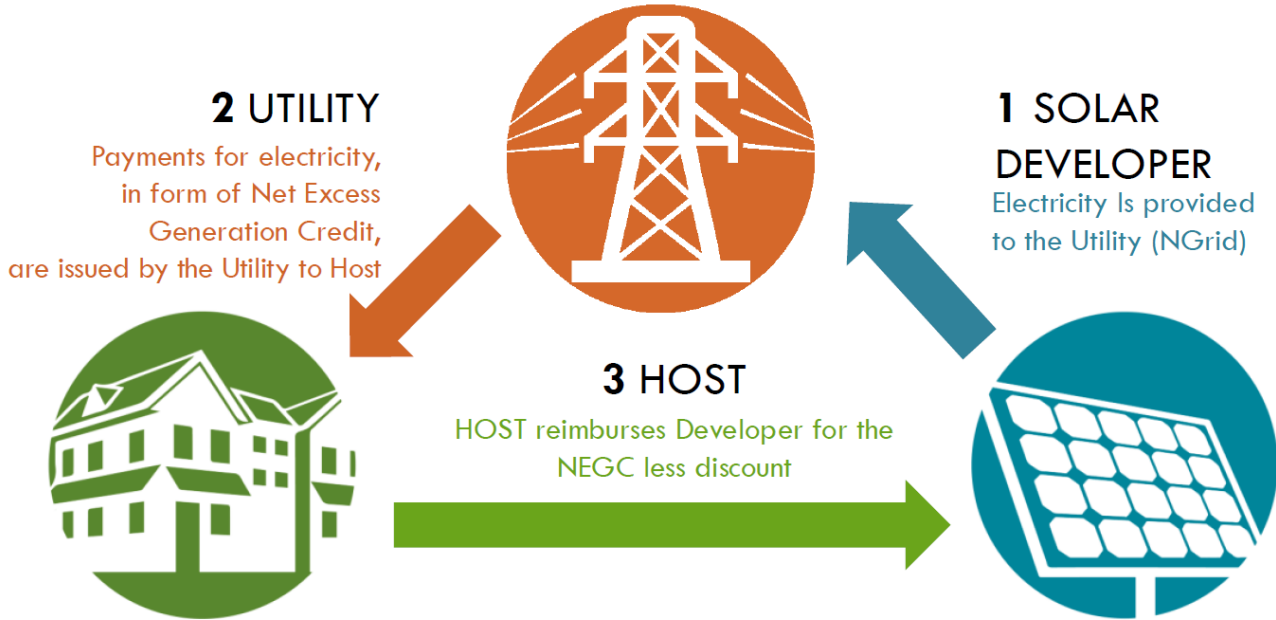 2 UTILITY
Payments for electricity,
in form of Net Excess
Generation Credit,
are issued by the Utility to Host
1 SOLAR
DEVELOPER
Electricity Is provided
to the Utility (NGrid)
3 HOST
HOST reimburses Developer for the
NEGC less discount